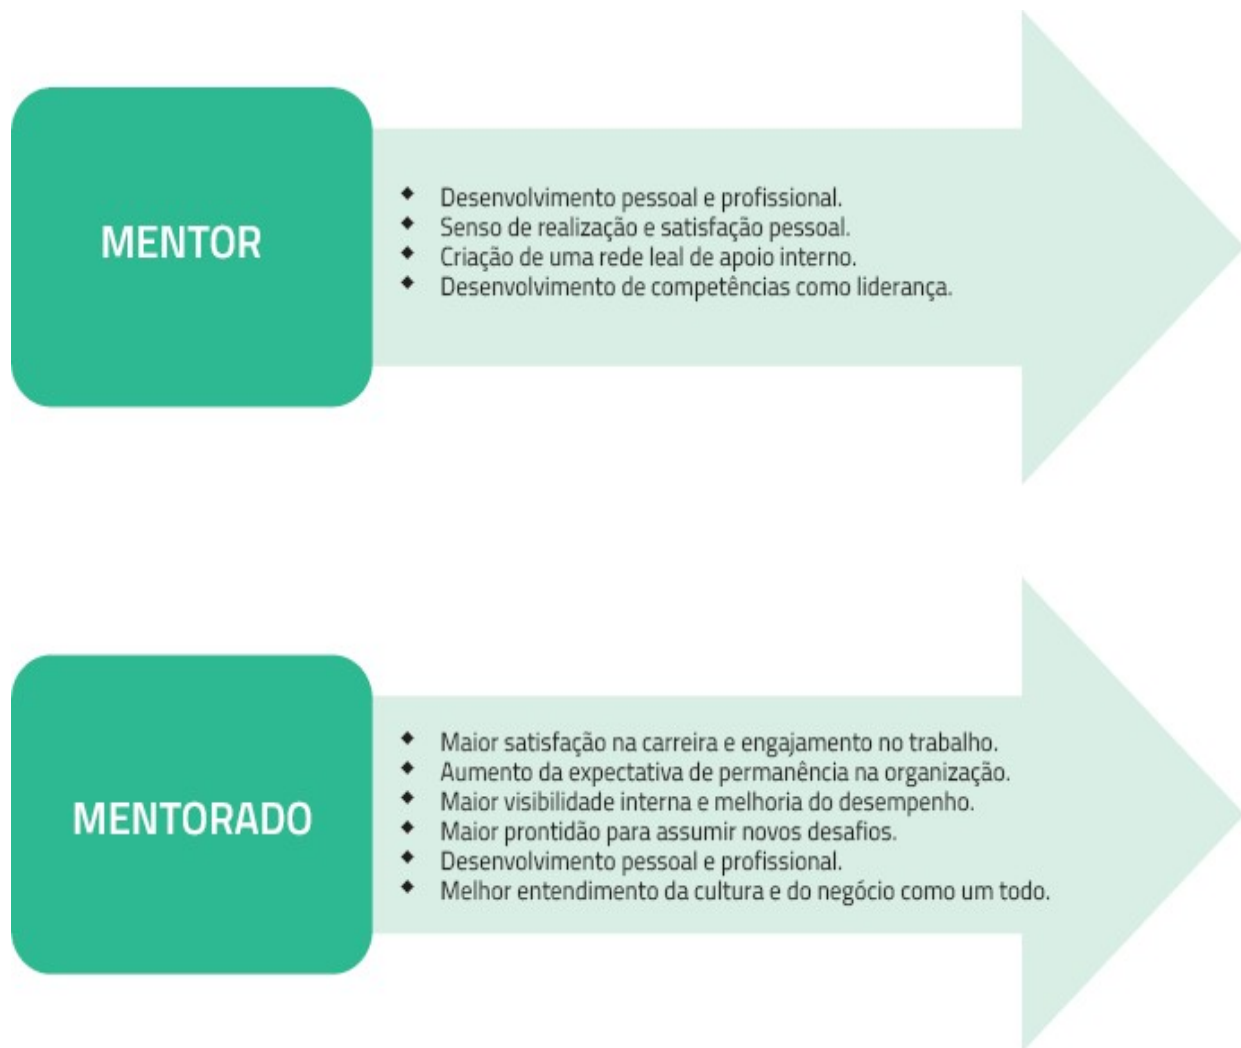 MENTOR
◆ Desenvolvimento pessoal e profissional.
◆ Senso de realização e satisfação pessoal.
◆ Criação de uma rede leal de apoio interno.
◆ Desenvolvimento de competências como liderança.
MENTORADO
◆ Maior satisfação na carreira e engajamento no trabalho.
◆ Aumento da expectativa de permanência na organização.
◆ Maior visibilidade interna e melhoria do desempenho.
◆ Maior prontidão para assumir novos desafios.
◆ Desenvolvimento pessoal e profissional.
◆ Melhor entendimento da cultura e do negócio como um todo.